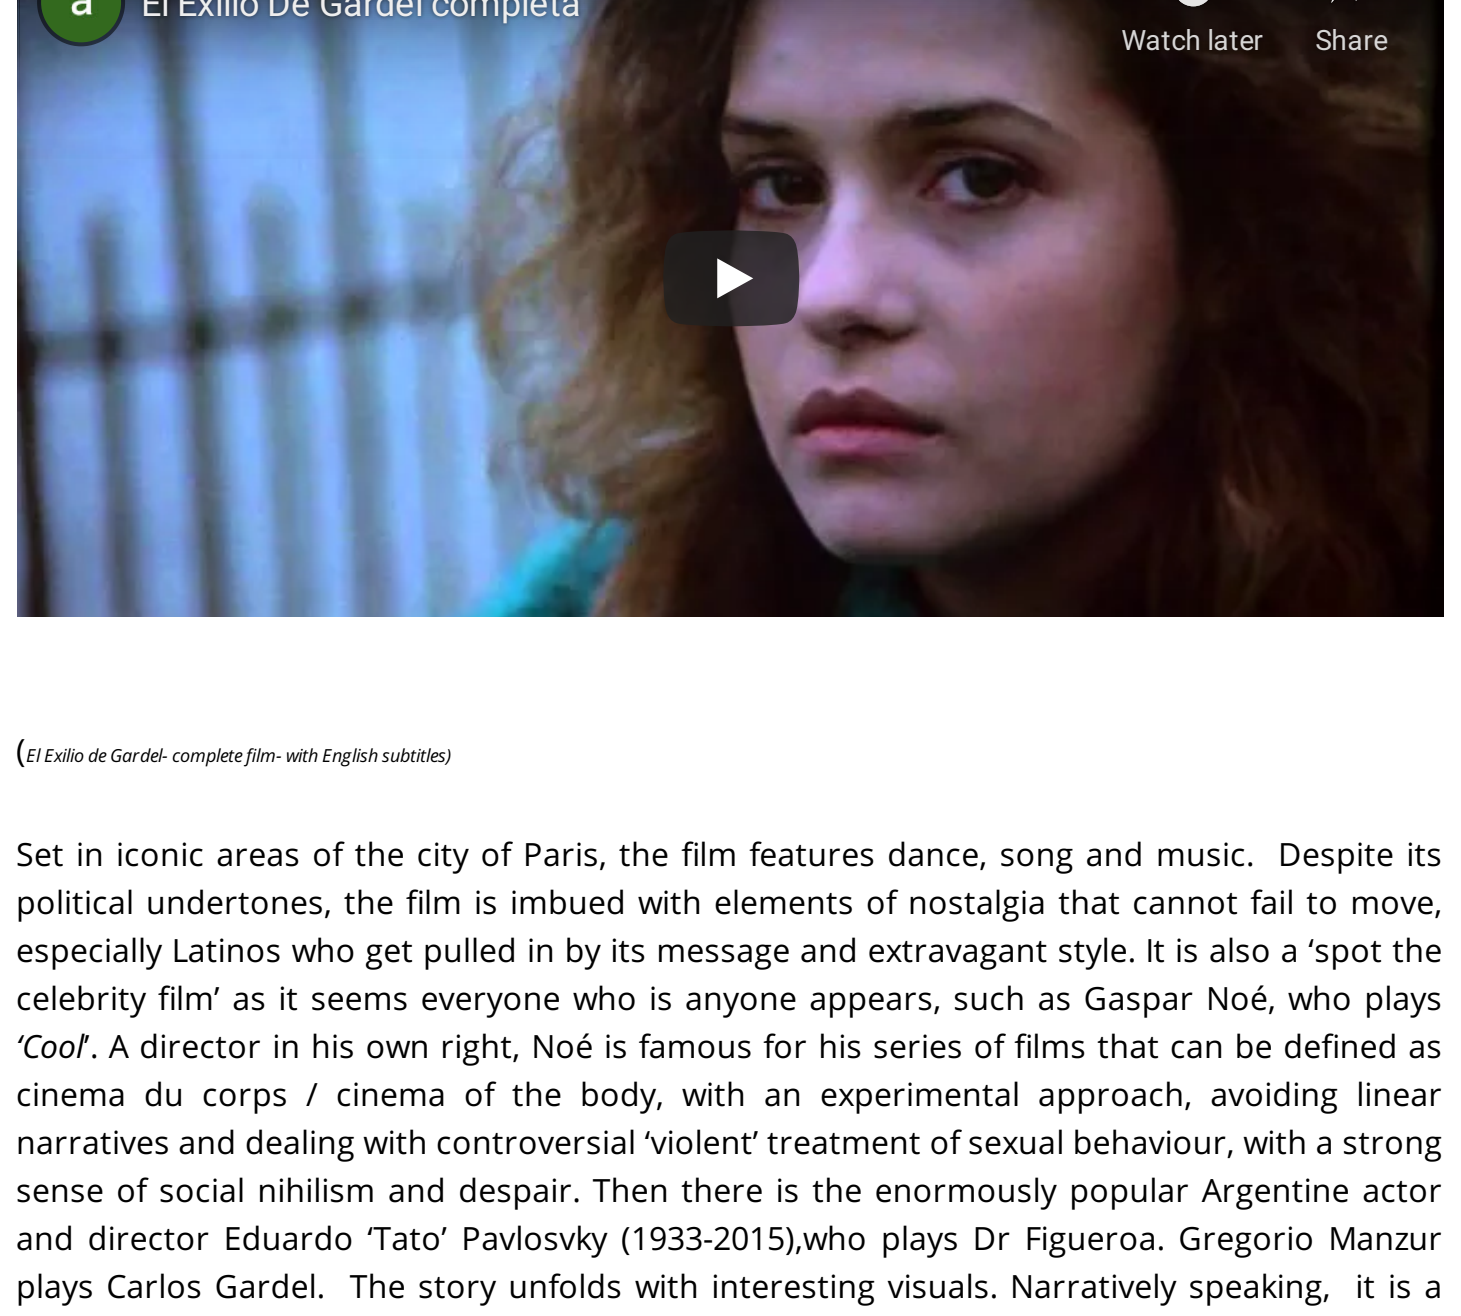 a El Exilio De Gardel completa
Watch later Share
(El Exilio de Gardel- complete film- with English subtitles)
Set in iconic areas of the city of Paris, the film features dance, song and music.  Despite its
political undertones, the film is imbued with elements of nostalgia that cannot fail to move,
especially Latinos who get pulled in by its message and extravagant style. It is also a ‘spot the
celebrity film’ as it seems everyone who is anyone appears, such as Gaspar Noé, who plays
‘Cool’. A director in his own right, Noé is famous for his series of films that can be defined as
cinema du corps / cinema of the body, with an experimental approach, avoiding linear
narratives and dealing with controversial ‘violent’ treatment of sexual behaviour, with a strong
sense of social nihilism and despair. Then there is the enormously popular Argentine actor
and director Eduardo ‘Tato’ Pavlosvky (1933-2015),who plays Dr Figueroa. Gregorio Manzur
plays Carlos Gardel.  The story unfolds with interesting visuals. Narratively speaking,  it is a